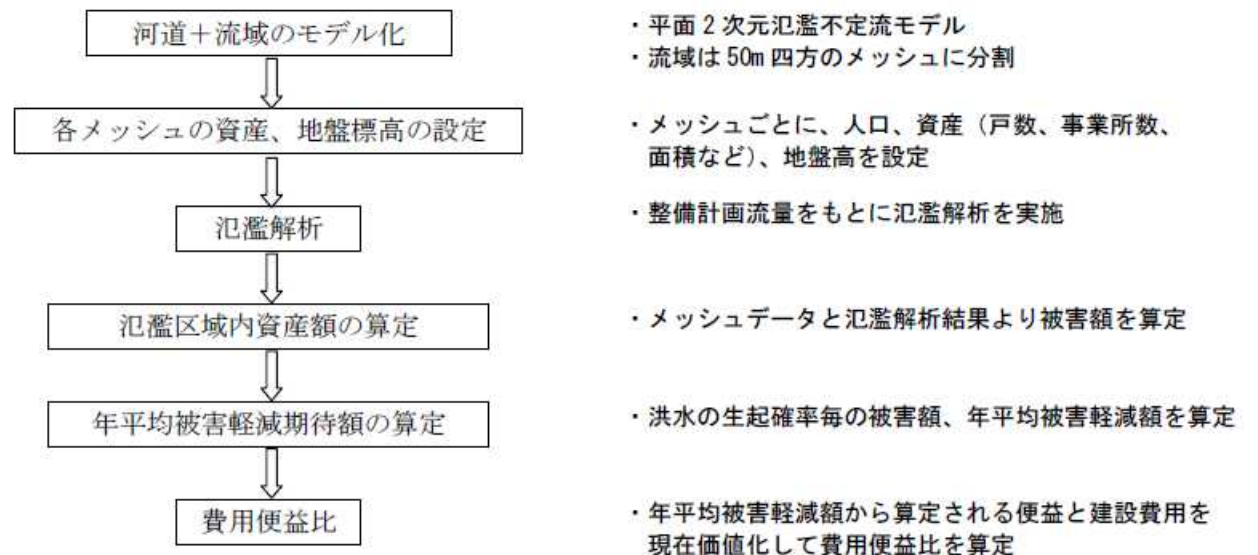 河道＋流域のモデル化
・平面2次元氾濫不定流モデル
・流域は50m四方のメッシュに分割
各メッシュの資産、地盤標高の設定
・メッシュごとに、人口、資産（戸数、事業所数、
面積など）、地盤高を設定
氾濫解析
・整備計画流量をもとに氾濫解析を実施
氾濫区域内資産額の算定
・メッシュデータと氾濫解析結果より被害額を算定
年平均被害軽減期待額の算定
・洪水の生起確率毎の被害額、年平均被害軽減額を算定
費用便益比
・年平均被害軽減額から算定される便益と建設費用を
現在価値化して費用便益比を算定